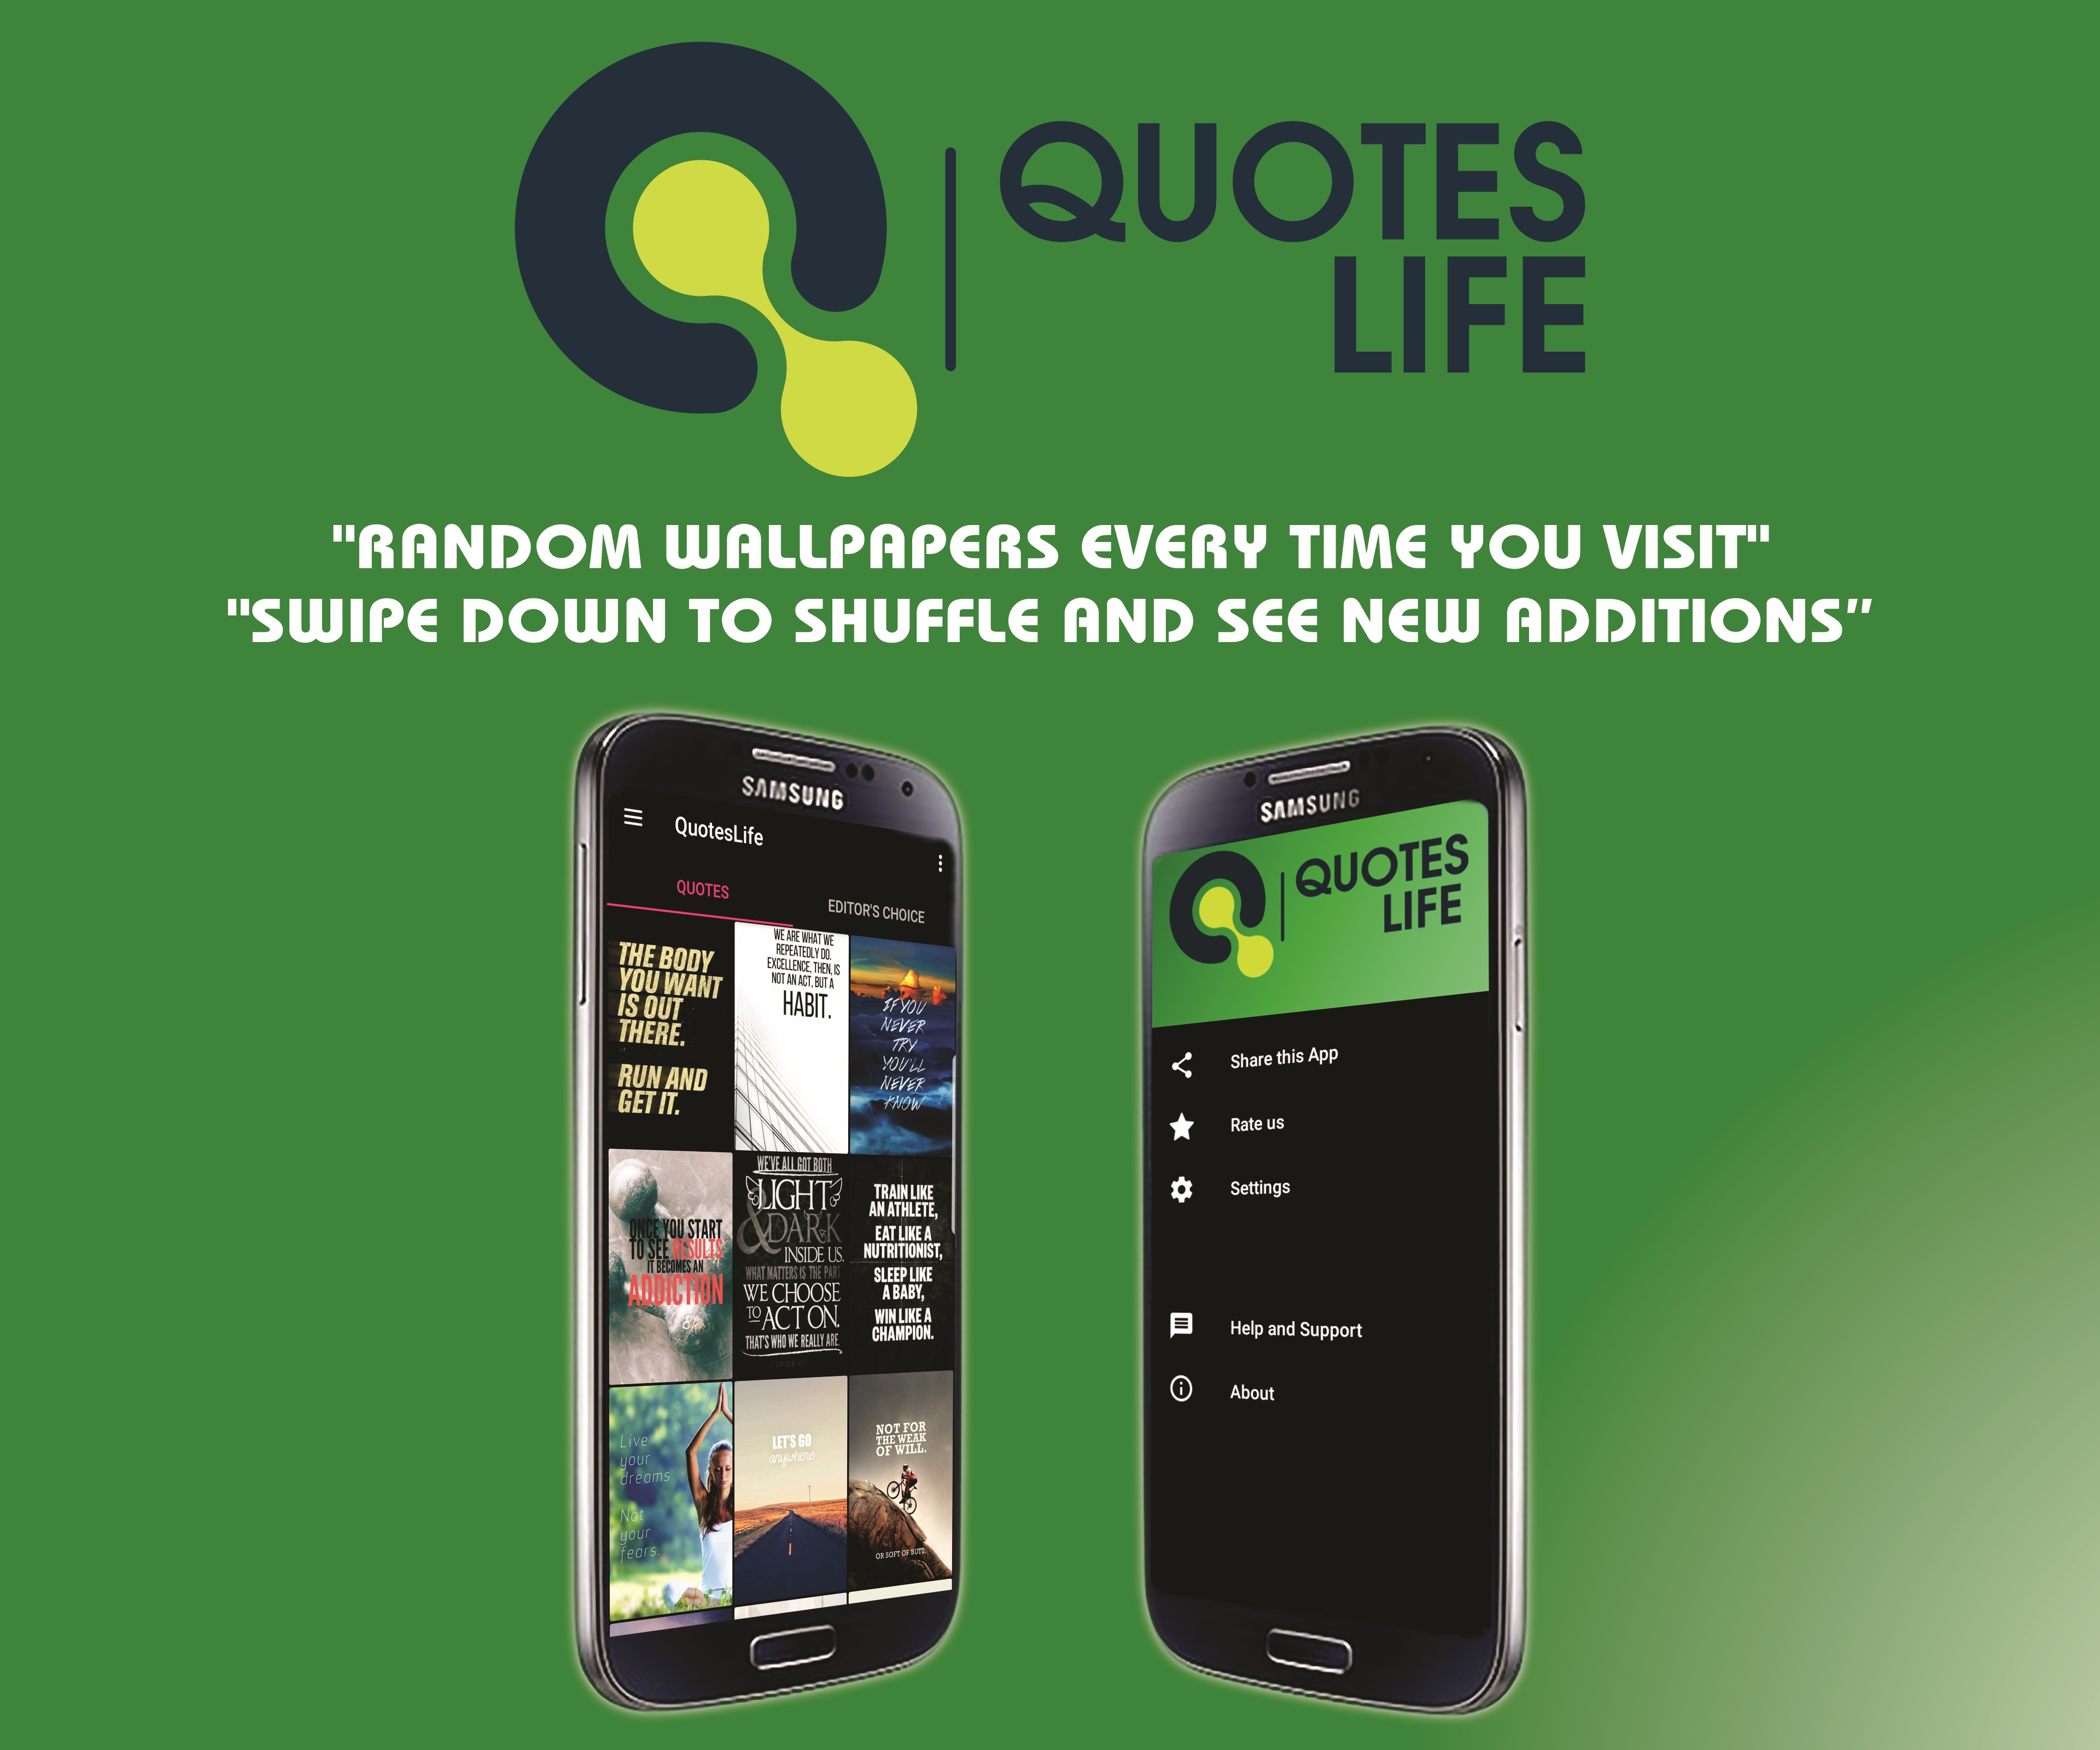 QUOTES
LIFE
"RANDOM WALLPAPERS EVERY TIME YOU VISIT"
"SWIPE DOWN TO SHUFFLE AND SEE NEW ADDITIONS”
SAMSUNG
QuotesLife
QUOTES
EDITOR'S CHOICE
THE BODY
YOU WANT
IS OUT
THERE.
RUN AND
GET IT.
WE ARE WHAT WE
REPEATEDLY DO.
EXCELLENCE, THEN, IS
NOT AN ACT, BUT A
HABIT.
IF YOU
NEVER
TRY
YOU'LL
NEVER
KNOW
ONCE YOU START
TO SEE RESULTS
IT BECOMES AN
ADDICTION
WE'VE ALL GOT BOTH
LIGHT
& DARK
INSIDE US.
WHAT MATTERS IS THE PART
WE CHOOSE
TO ACT ON.
THAT'S WHO WE REALLY ARE.
TRAIN LIKE
AN ATHLETE,
EAT LIKE A
NUTRITIONIST,
SLEEP LIKE
A BABY,
WIN LIKE A
CHAMPION.
Live
your
dreams
Not
your
fears.
LET'S GO
anywhere
NOT FOR
THE WEAK
OF WILL.
OR SOFT OF BUTT.
SAMSUNG
QUOTES
LIFE
Share this App
Rate us
Settings
Help and Support
About